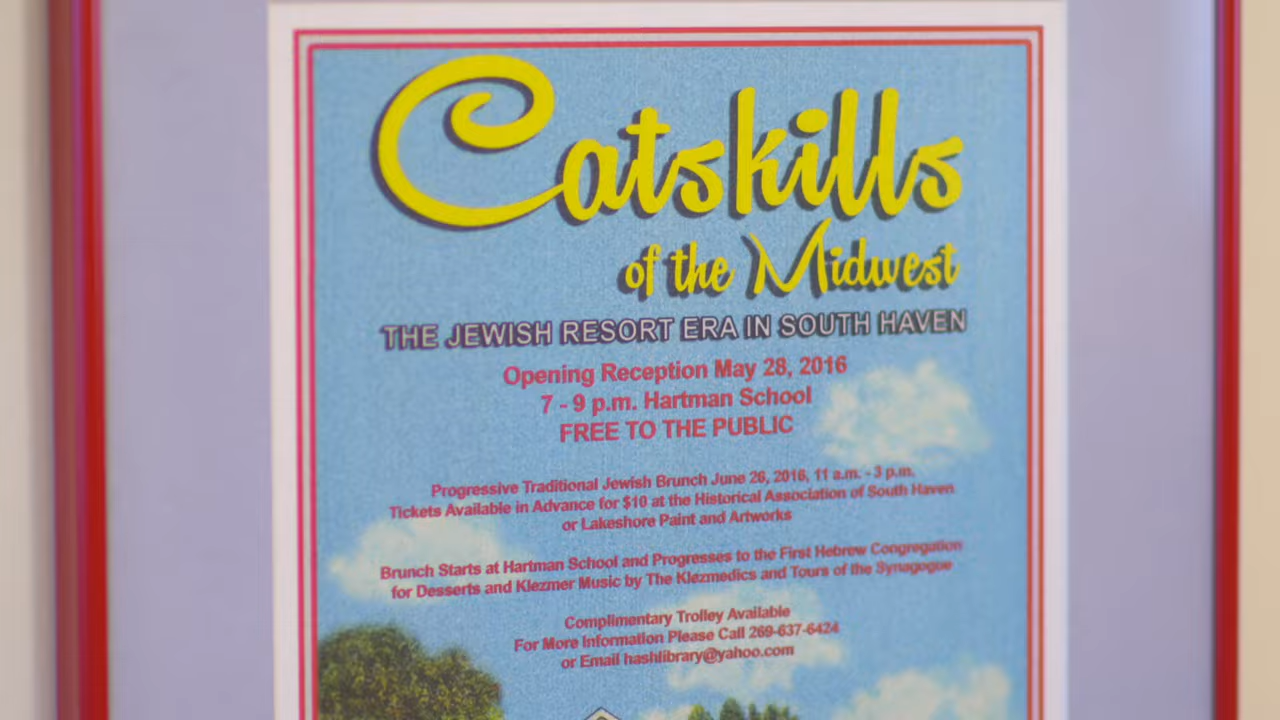 Catskills
of the Midwest
THE JEWISH RESORT ERA IN SOUTH HAVEN
Opening Reception May 28, 2016
7 - 9 p.m. Hartman School
FREE TO THE PUBLIC
Progressive Traditional Jewish Brunch June 26, 2016, 11 a.m. - 3 p.m.
Tickets Available in Advance for $10 at the Historical Association of South Haven
or Lakeshore Paint and Artworks
Brunch Starts at Hartman School and Progresses to the First Hebrew Congregation
for Desserts and Klezmer Music by The Klezmedics and Tours of the Synagogue
Complimentary Trolley Available
For More Information Please Call 269-637-6424
or Email hashlibrary@yahoo.com